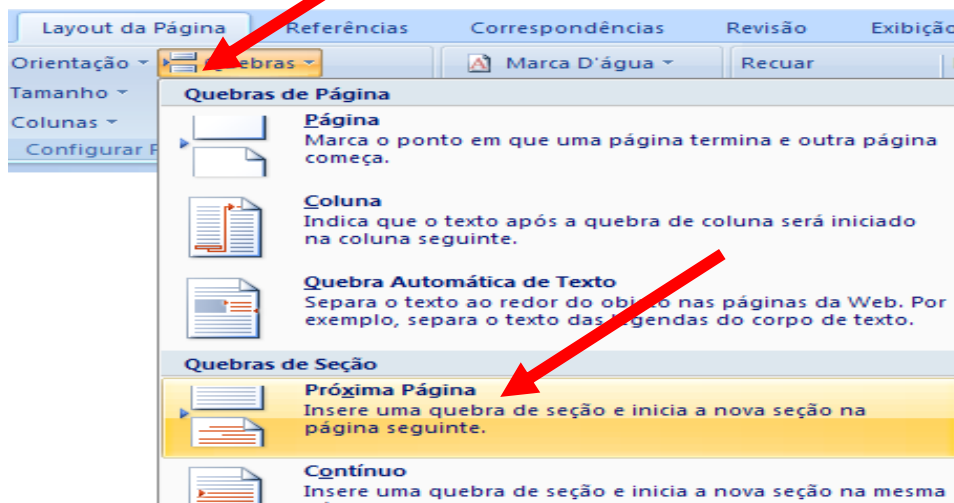 Layout da Página Referências Correspondências Revisão Exibição
Orientação Quebras Marca D'água Recuar
Tamanho
Quebras de Página
Colunas
Página
Marca o ponto em que uma página termina e outra página
começa.
Configurar
Coluna
Indica que o texto após a quebra de coluna será iniciado
na coluna seguinte.
Quebra Automática de Texto
Separa o texto ao redor do objeto nas páginas da Web. Por
exemplo, separa o texto das legendas do corpo de texto.
Quebras de Seção
Próxima Página
Insere uma quebra de seção e inicia a nova seção na
página seguinte.
Contínuo
Insere uma quebra de seção e inicia a nova seção na mesma